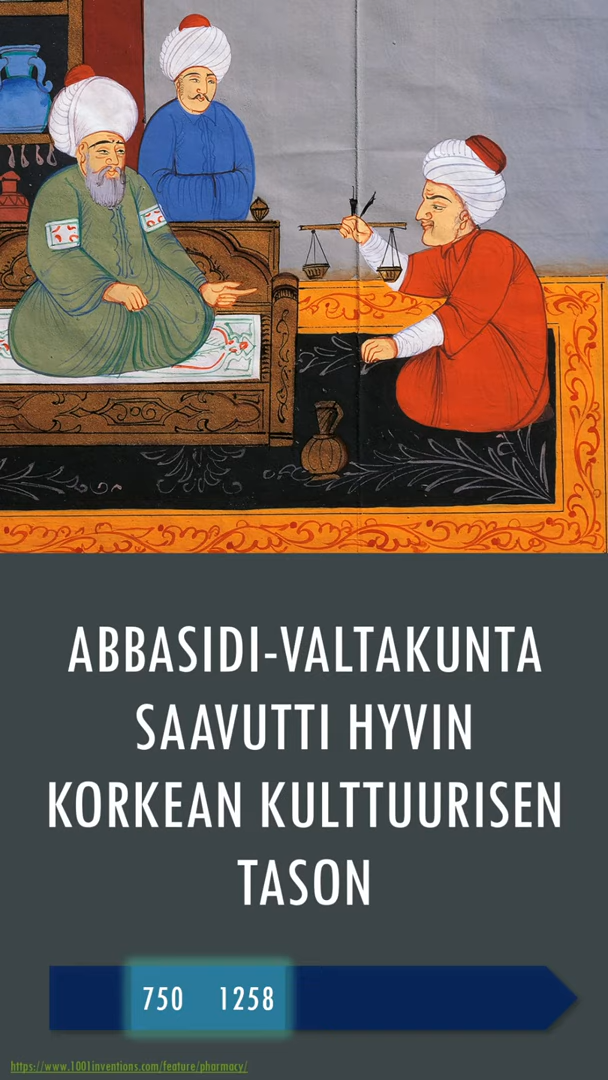 ABBASIDI-VALTAKUNTA
SAAVUTTI HYVIN
KORKEAN KULTTUURISEN
TASON
750 1258
https://www.1001inventions.com/feature/pharmacy/